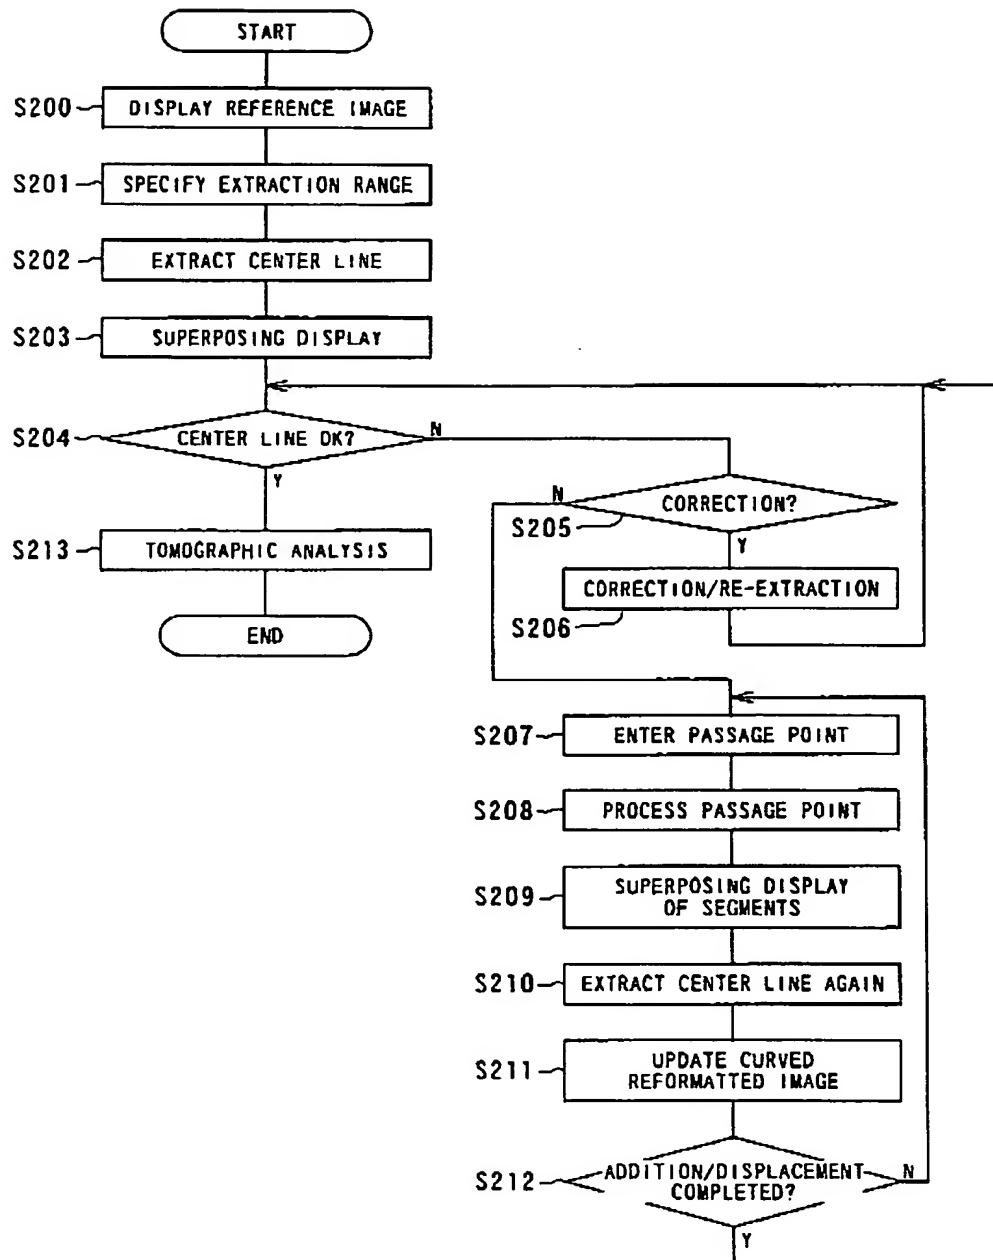 START
S200 DISPLAY REFERENCE IMAGE
S201 SPECIFY EXTRACTION RANGE
S202 EXTRACT CENTER LINE
S203 SUPERPOSING DISPLAY
S204 CENTER LINE OK? N
Y
S213 TOMOGRAPHIC ANALYSIS
END
N CORRECTION?
S205
Y
CORRECTION/RE-EXTRACTION
S206
S207 ENTER PASSAGE POINT
S208 PROCESS PASSAGE POINT
S209 SUPERPOSING DISPLAY
OF SEGMENTS
S210 EXTRACT CENTER LINE AGAIN
S211 UPDATE CURVED
REFORMATTED IMAGE
S212 ADDITION/DISPLACEMENT N
COMPLETED?
Y